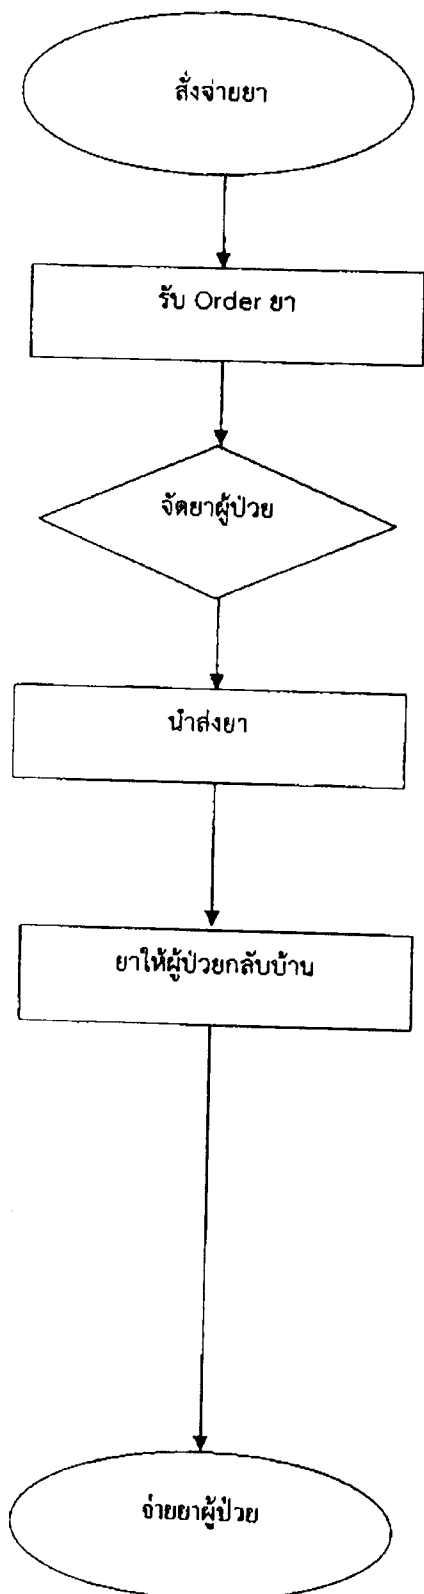 สั่งจ่ายยา
รับ Order ยา
จัดยาผู้ป่วย
นำส่งยา
ยาให้ผู้ป่วยกลับบ้าน
จ่ายยาผู้ป่วย